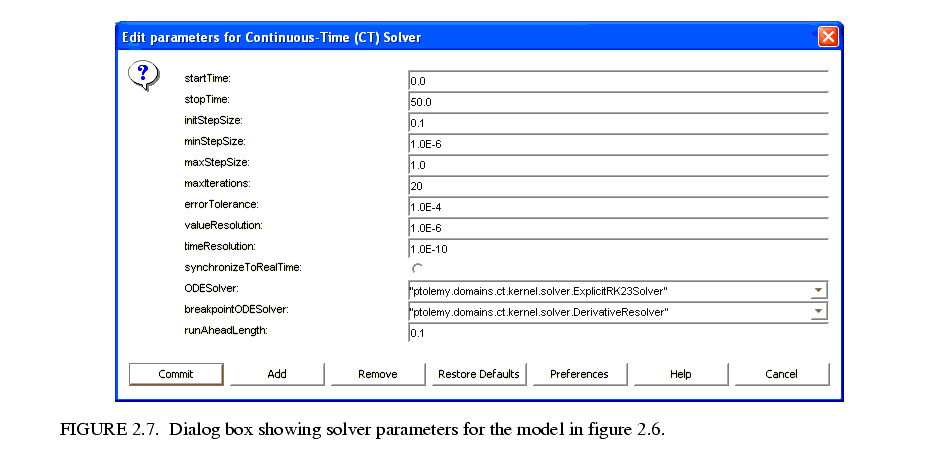 Edit parameters for Continuous-Time (CT) Solver
?
startTime: 0.0
stopTime: 50.0
initStepSize: 0.1
minStepSize: 1.0E-6
maxStepSize: 1.0
maxIterations: 20
errorTolerance: 1.0E-4
valueResolution: 1.0E-6
timeResolution: 1.0E-10
synchronizeToRealTime:
ODESolver: "ptolemy.domains.ct.kernel.solver.ExplicitRK23Solver"
breakpointODESolver: "ptolemy.domains.ct.kernel.solver.DerivativeResolver"
runAheadLength: 0.1
Commit Add Remove Restore Defaults Preferences Help Cancel
FIGURE 2.7. Dialog box showing solver parameters for the model in figure 2.6.